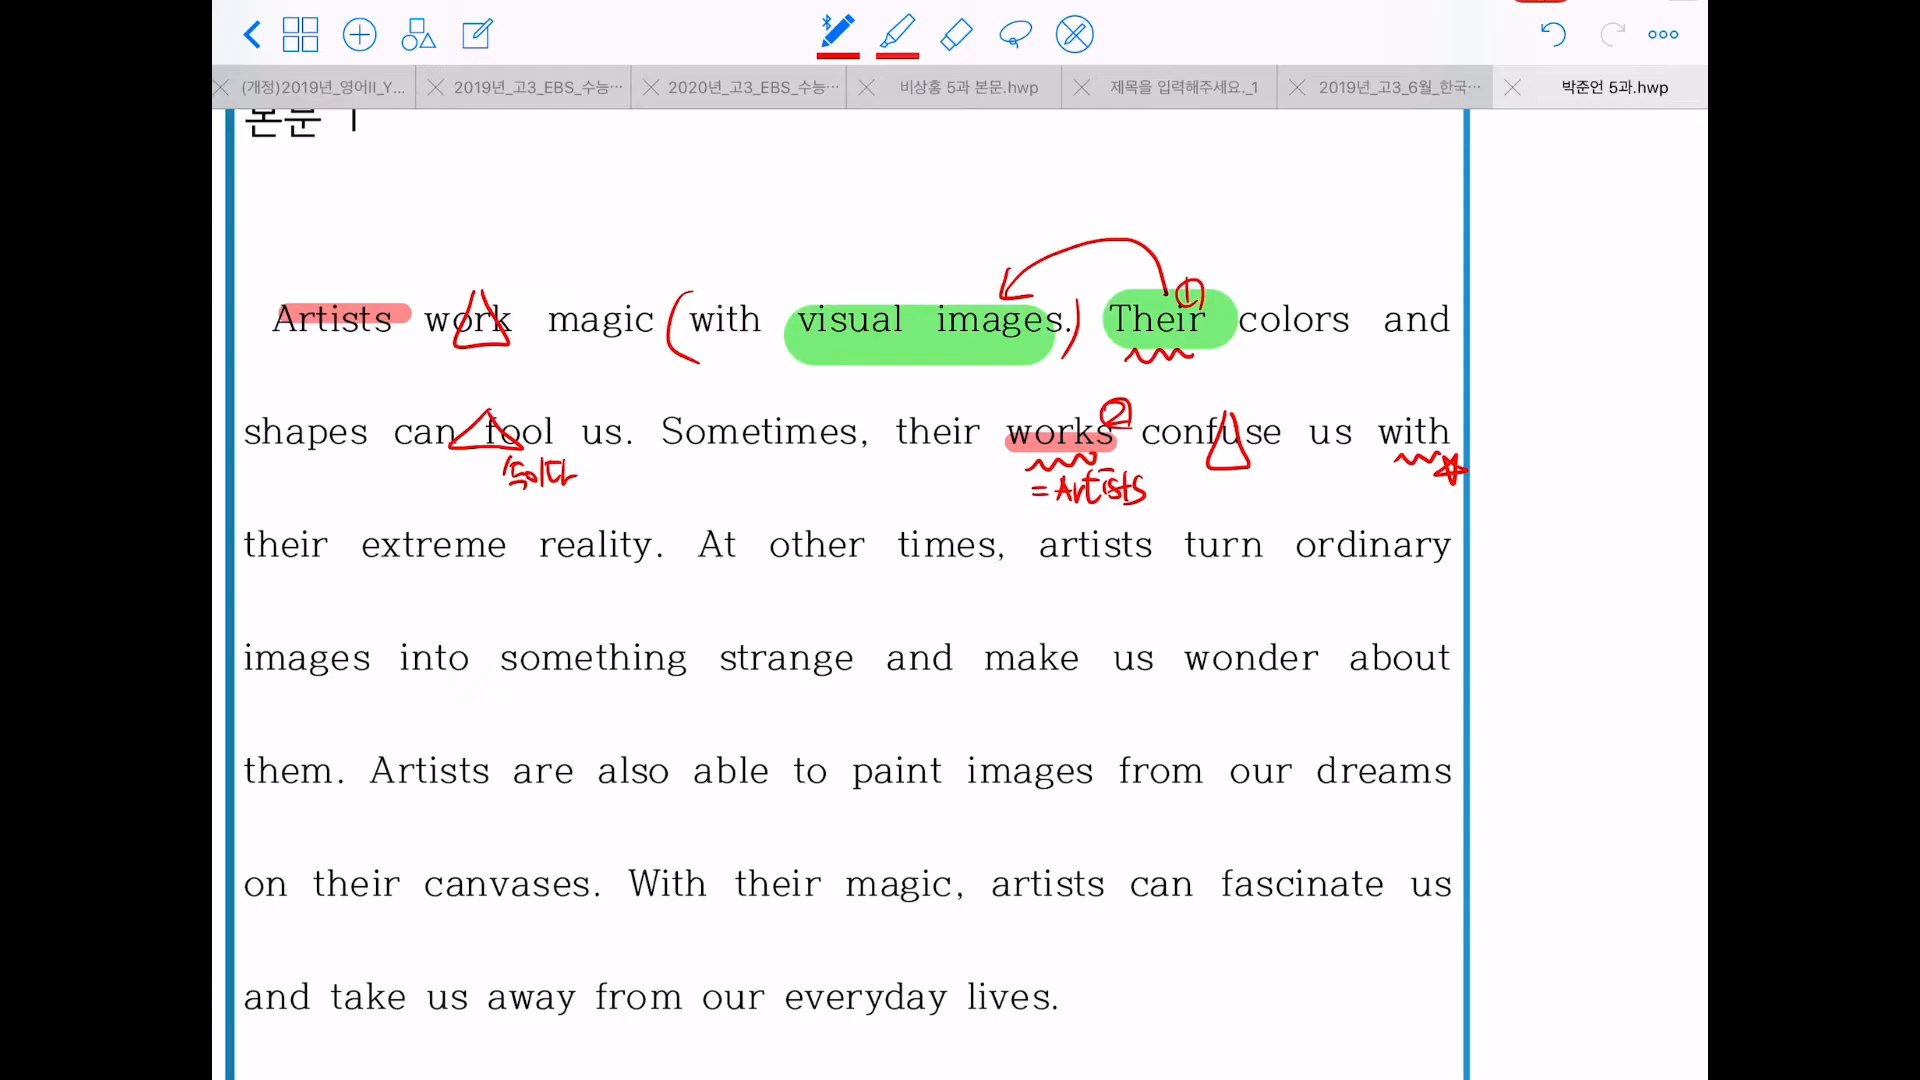 (개정)2019년_영어II_Y... 2019년_고3_EBS_수능... 2020년_고3_EBS_수능... 비상홍 5과 본문.hwp 제목을 입력해주세요._1 2019년_고3_6월_한국... 박준언 5과.hwp
본문 1
①
Artists work magic (with visual images.) Their colors and
②
shapes can fool us. Sometimes, their works confuse us with
속이다 = Artists
their extreme reality. At other times, artists turn ordinary
images into something strange and make us wonder about
them. Artists are also able to paint images from our dreams
on their canvases. With their magic, artists can fascinate us
and take us away from our everyday lives.